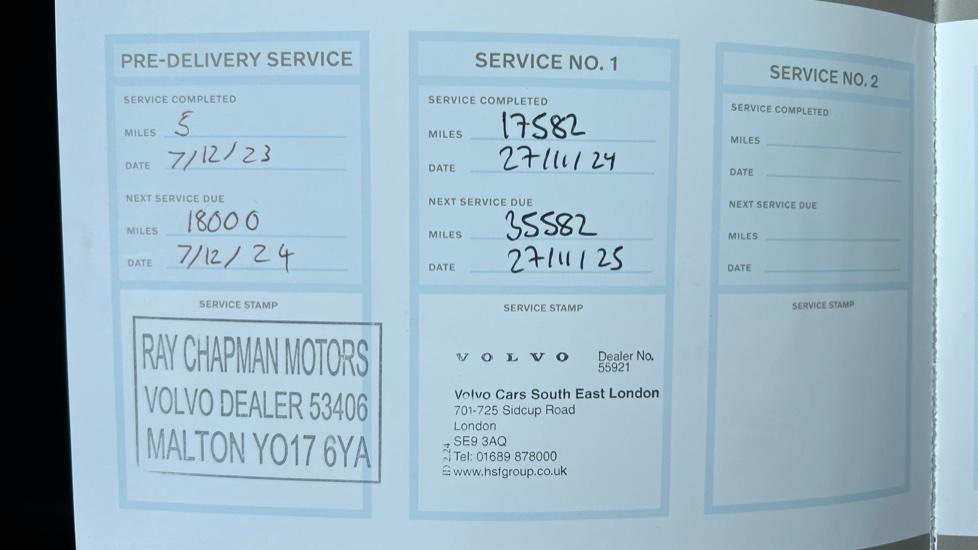 PRE-DELIVERY SERVICE
SERVICE COMPLETED
MILES 5
DATE 7/12/23
NEXT SERVICE DUE
MILES 18000
DATE 7/12/24
SERVICE STAMP
RAY CHAPMAN MOTORS
VOLVO DEALER 53406
MALTON YO17 6YA
SERVICE NO. 1
SERVICE COMPLETED
MILES 17582
DATE 27/11/24
NEXT SERVICE DUE
MILES 35582
DATE 27/11/25
SERVICE STAMP
VOLVO Dealer No.
55921
Volvo Cars South East London
701-725 Sidcup Road
London
SE9 3AQ
Tel: 01689 878000
www.hsfgroup.co.uk
SERVICE NO. 2
SERVICE COMPLETED
MILES
DATE
NEXT SERVICE DUE
MILES
DATE
SERVICE STAMP